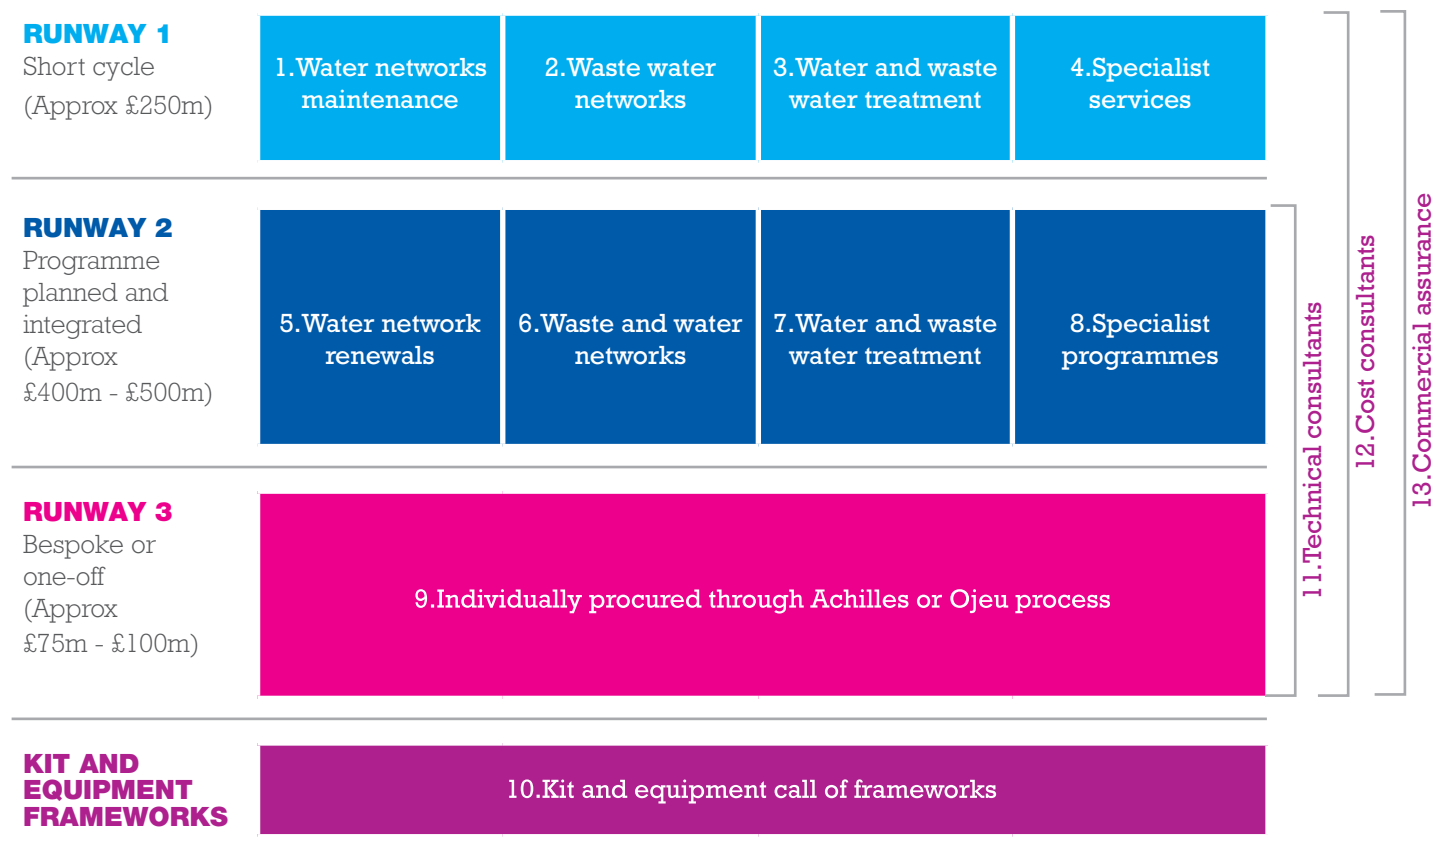 RUNWAY 1
Short cycle
(Approx £250m)
1.Water networks
maintenance
2.Waste water
networks
3.Water and waste
water treatment
4.Specialist
services
RUNWAY 2
Programme
planned and
integrated
(Approx
£400m - £500m)
5.Water network
renewals
6.Waste and water
networks
7.Water and waste
water treatment
8.Specialist
programmes
RUNWAY 3
Bespoke or
one-off
(Approx
£75m - £100m)
9.Individually procured through Achilles or Ojeu process
KIT AND
EQUIPMENT
FRAMEWORKS
10.Kit and equipment call of frameworks
11.Technical consultants
12.Cost consultants
13.Commercial assurance